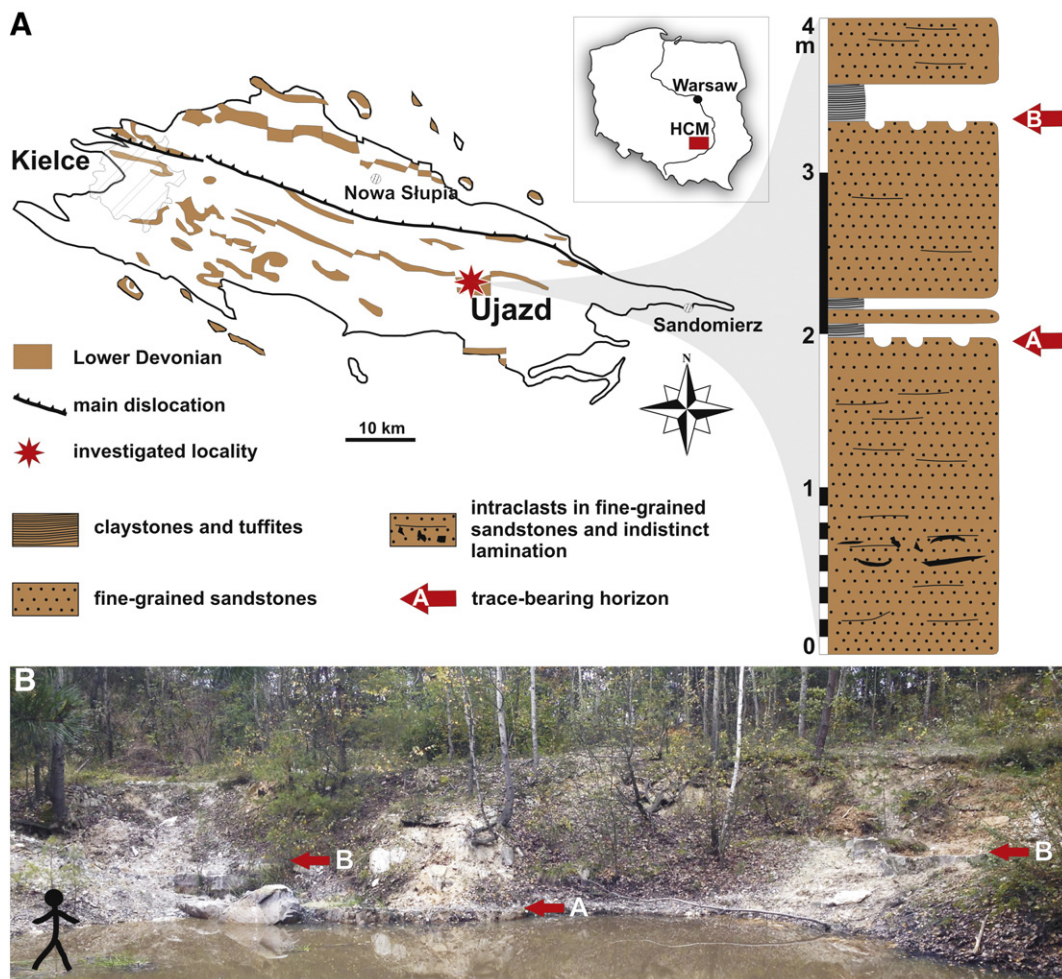 A
Kielce
Nowa Słupia
Ujazd
Sandomierz
Warsaw
HCM
Lower Devonian
main dislocation
investigated locality
10 km
N
claystones and tuffites
fine-grained sandstones
intraclasts in fine-grained
sandstones and indistinct
lamination
A
trace-bearing horizon
4
m
3
2
1
0
B
A
B
B
A
B